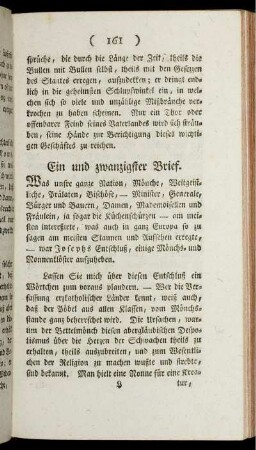 ( 161 )
sprüche, die durch die Länge der Zeit, theils die
Bullen mit Bullen selbst, theils mit den Gesetzen
des Staates erregen, auszudecken; er dringt end-
lich in die geheimsten Schlupfwinkel ein, in wel-
chen sich so viele und unzählige Misbräuche ver-
krochen zu haben scheinen. Nur ein Thor oder
offenbarer Feind seines Vaterlandes wird sich sträu-
ben, seine Hände zur Berichtigung dieses wichti-
gen Geschäftes zu reichen.
Ein und zwanzigster Brief.
Was unsre ganze Nation, Mönche, Weltgeist-
liche, Prälaten, Bischöfe, — Minister, Generale,
Bürger und Bauern, Damen, Mademoisellen und
Fräulein, ja sogar die Küchenschürzen — am mei-
sten interessirte, was auch in ganz Europa so zu
sagen am meisten Staunen und Aufsehen erregte,
— war Josephs Entschluß, einige Mönchs- und
Nonnenklöster aufzuheben.
Lassen Sie mich über diesen Entschluß ein
Wörtchen zum voraus plaudern. — Wer die Ver-
fassung erzkatholischer Länder kennt, weiß auch,
daß der Pöbel aus allen Klassen, vom Mönchs-
stande ganz beherrschet wird. Die Ursachen, war-
um der Bettelmönch diesen abergläubischen Despo-
tismus über die Herzen der Schwachen theils zu
erhalten, theils auszubreiten, und zum Wesentli-
chen der Religion zu machen wußte und strebte,
sind bekannt. Man hielt eine Nonne für eine Krea-
tur,